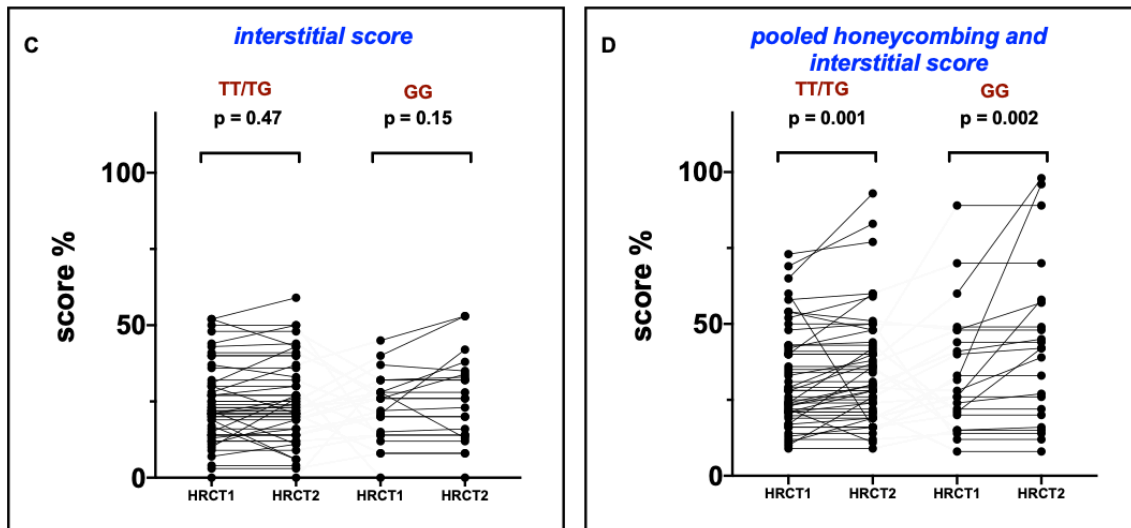 C
interstitial score
TT/TG GG
p = 0.47 p = 0.15
100
50
0
score %
HRCT1 HRCT2 HRCT1 HRCT2
D
pooled honeycombing and
interstitial score
TT/TG GG
p = 0.001 p = 0.002
100
50
0
score %
HRCT1 HRCT2 HRCT1 HRCT2